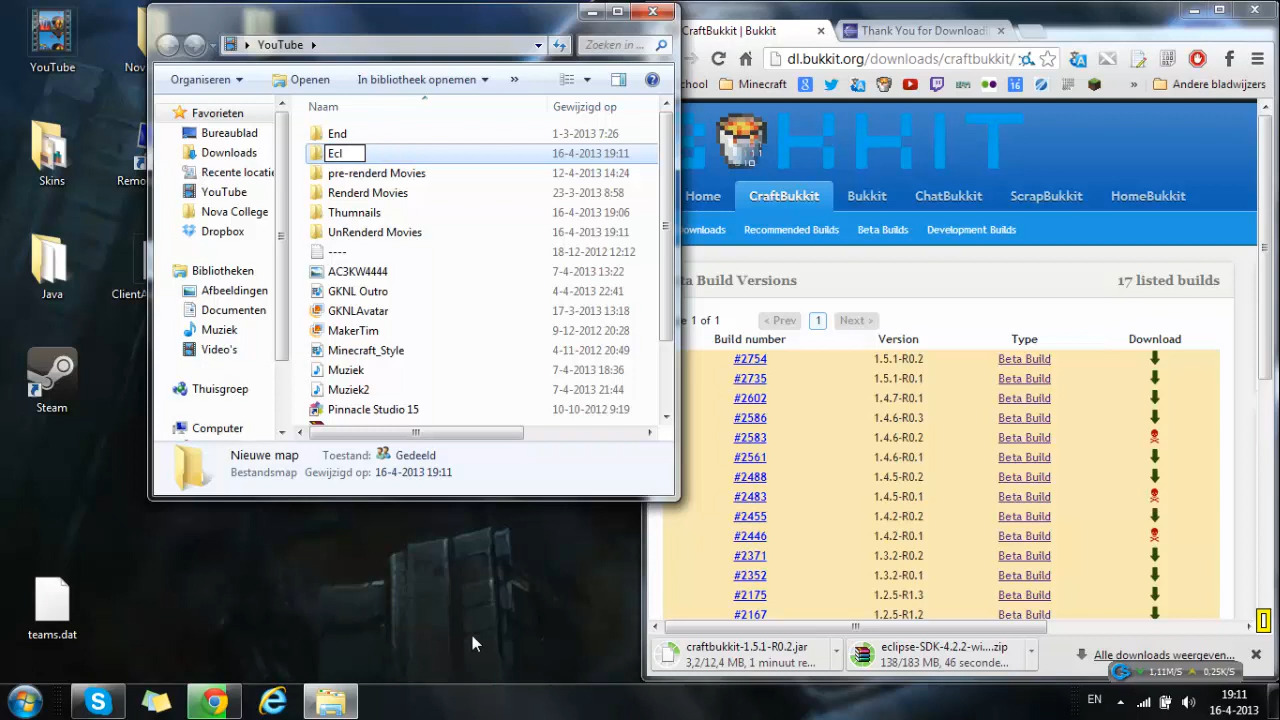 YouTube
Skins
Java
Steam
teams.dat
YouTube
Zoeken in ...
Organiseren
Openen
In bibliotheek opnemen
»
Favorieten
Bureaublad
Downloads
Recente locatie
YouTube
Nova College
Dropbox
Bibliotheken
Afbeeldingen
Documenten
Muziek
Video's
Thuisgroep
Computer
Naam
Gewijzigd op
End
1-3-2013 7:26
Ecl
16-4-2013 19:11
pre-renderd Movies
12-4-2013 14:24
Renderd Movies
23-3-2013 8:58
Thumnails
16-4-2013 19:06
UnRenderd Movies
16-4-2013 19:11
----
18-12-2012 12:12
AC3KW4444
7-4-2013 13:22
GKNL Outro
4-4-2013 22:41
GKNLAvatar
17-3-2013 13:18
MakerTim
9-12-2012 20:28
Minecraft_Style
4-11-2012 20:49
Muziek
7-4-2013 18:36
Muziek2
7-4-2013 21:44
Pinnacle Studio 15
10-10-2012 9:19
Nieuwe map
Toestand:
Gedeeld
Bestandsmap
Gewijzigd op: 16-4-2013 19:11
CraftBukkit | Bukkit
Thank You for Downloadi
dl.bukkit.org/downloads/craftbukkit/
Minecraft
»
Andere bladwijzers
UKKIT
Home
CraftBukkit
Bukkit
ChatBukkit
ScrapBukkit
HomeBukkit
Recommended Builds
Beta Builds
Development Builds
Build Versions
17 listed builds
1 of 1
< Prev
1
Next >
Build number
Version
Type
Download
#2754
1.5.1-R0.2
Beta Build
#2735
1.5.1-R0.1
Beta Build
#2602
1.4.7-R0.1
Beta Build
#2586
1.4.6-R0.3
Beta Build
#2583
1.4.6-R0.2
Beta Build
#2561
1.4.6-R0.1
Beta Build
#2488
1.4.5-R0.2
Beta Build
#2483
1.4.5-R0.1
Beta Build
#2455
1.4.2-R0.2
Beta Build
#2446
1.4.2-R0.1
Beta Build
#2371
1.3.2-R0.2
Beta Build
#2352
1.3.2-R0.1
Beta Build
#2175
1.2.5-R1.3
Beta Build
#2167
1.2.5-R1.2
Beta Build
craftbukkit-1.5.1-R0.2.jar
3,2/12,4 MB, 1 minuut re...
eclipse-SDK-4.2.2-wi....zip
138/183 MB, 46 seconde...
Alle downloads weergeven...
1,11M/S
0,25K/S
EN
19:11
16-4-2013